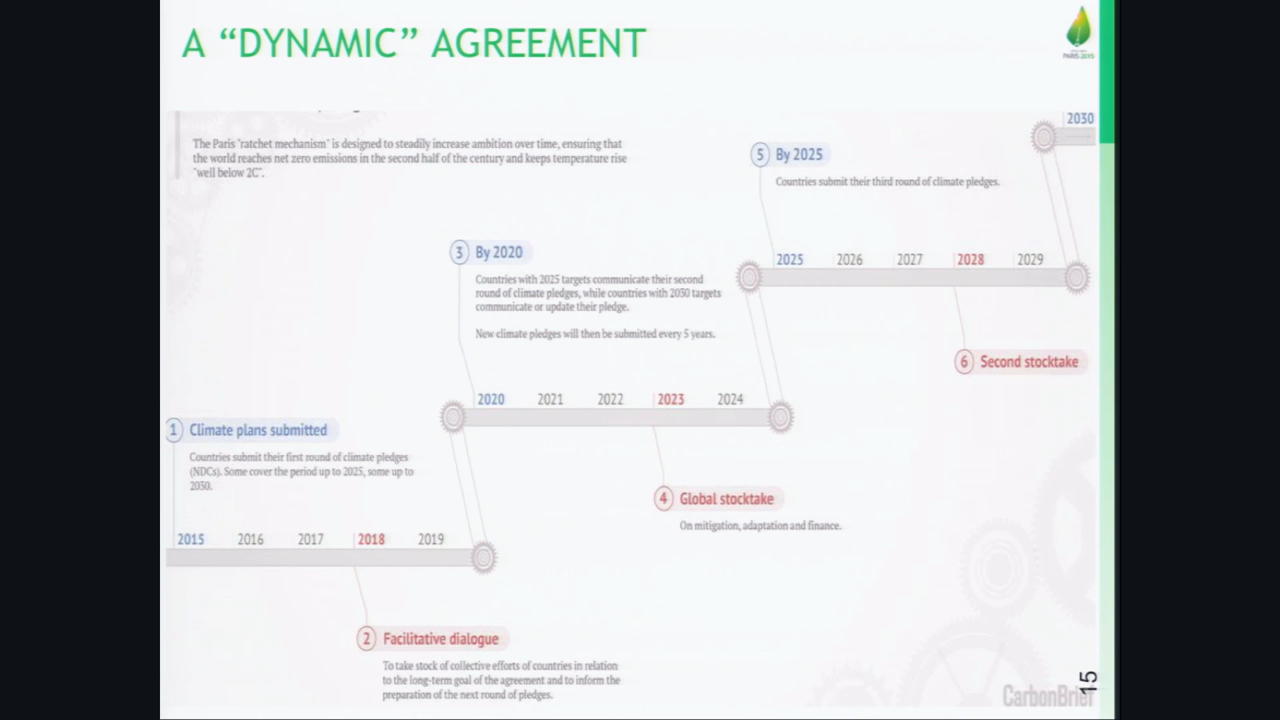 A “DYNAMIC” AGREEMENT
PARIS 2015
The Paris "ratchet mechanism" is designed to steadily increase ambition over time, ensuring that
the world reaches net zero emissions in the second half of the century and keeps temperature rise
"well below 2C".
2030
5 By 2025
Countries submit their third round of climate pledges.
2025 2026 2027 2028 2029
6 Second stocktake
3 By 2020
Countries with 2025 targets communicate their second
round of climate pledges, while countries with 2030 targets
communicate or update their pledge.
New climate pledges will then be submitted every 5 years.
2020 2021 2022 2023 2024
4 Global stocktake
On mitigation, adaptation and finance.
1 Climate plans submitted
Countries submit their first round of climate pledges
(NDCs). Some cover the period up to 2025, some up to
2030.
2015 2016 2017 2018 2019
2 Facilitative dialogue
To take stock of collective efforts of countries in relation
to the long-term goal of the agreement and to inform the
preparation of the next round of pledges.
CarbonBrief
15